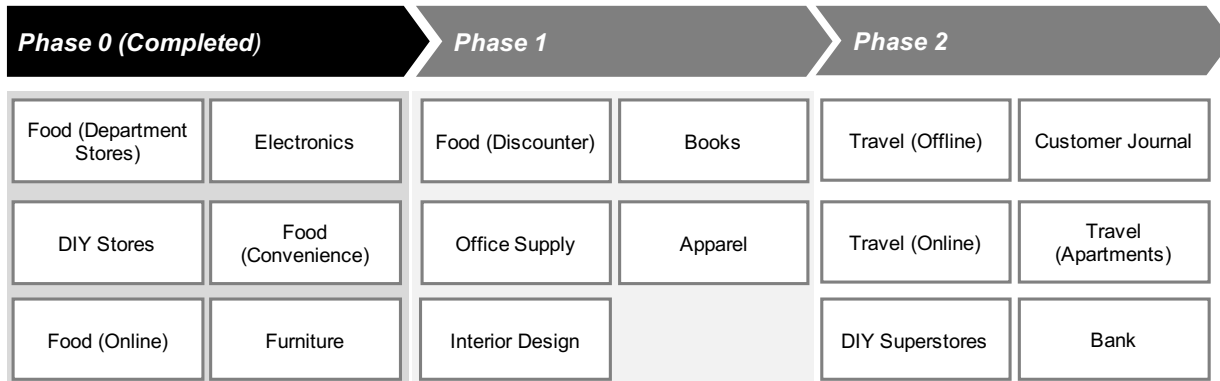 Phase 0 (Completed)
Phase 1
Phase 2
Food (Department
Stores)
Electronics
Food (Discounter)
Books
Travel (Offline)
Customer Journal
DIY Stores
Food
(Convenience)
Office Supply
Apparel
Travel (Online)
Travel
(Apartments)
Food (Online)
Furniture
Interior Design
DIY Superstores
Bank